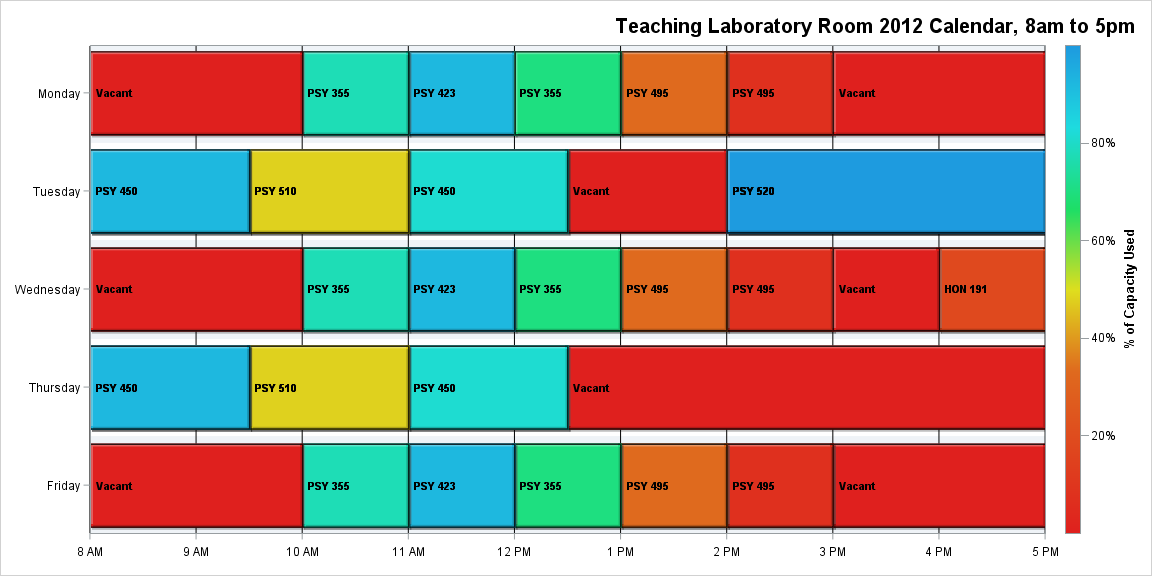 Teaching Laboratory Room 2012 Calendar, 8am to 5pm
Monday
Vacant
PSY 355
PSY 423
PSY 355
PSY 495
PSY 495
Vacant
Tuesday
PSY 450
PSY 510
PSY 450
Vacant
PSY 520
Wednesday
Vacant
PSY 355
PSY 423
PSY 355
PSY 495
PSY 495
Vacant
HON 191
Thursday
PSY 450
PSY 510
PSY 450
Vacant
Friday
Vacant
PSY 355
PSY 423
PSY 355
PSY 495
PSY 495
Vacant
8 AM
9 AM
10 AM
11 AM
12 PM
1 PM
2 PM
3 PM
4 PM
5 PM
80%
60%
40%
20%
% of Capacity Used